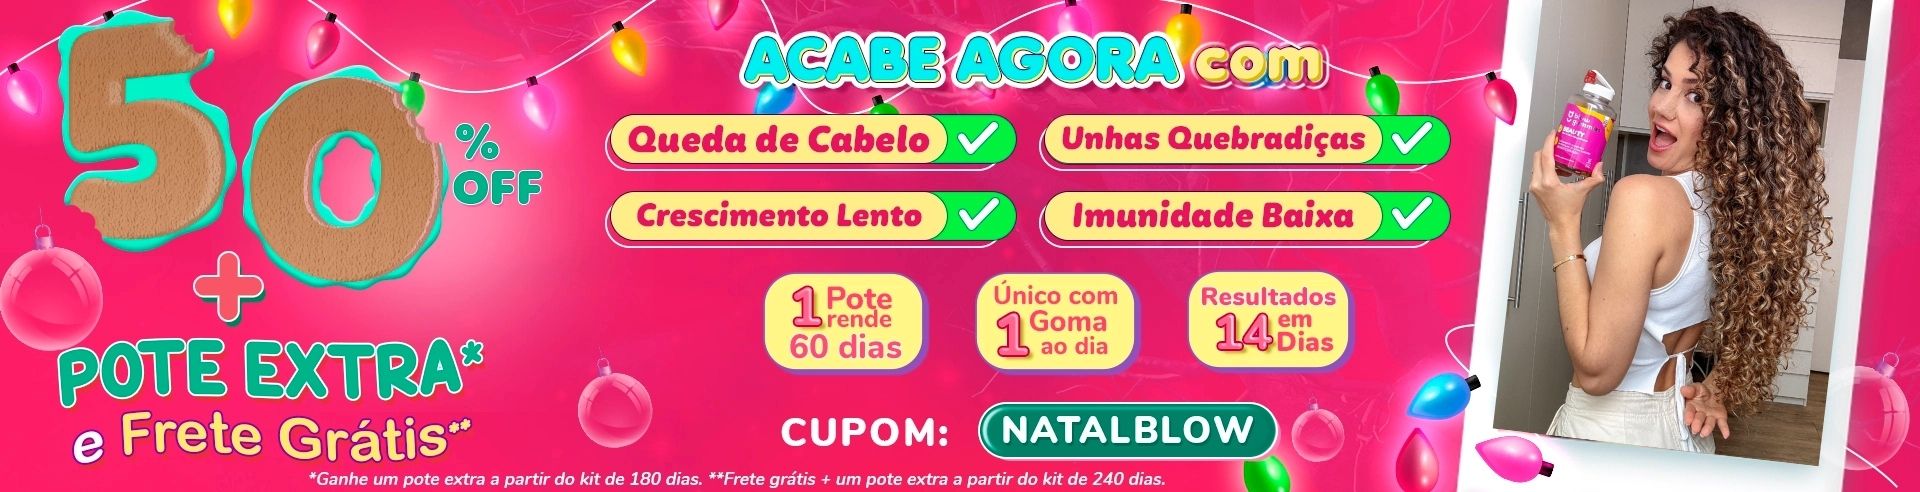 50
% OFF
+
POTE EXTRA*
e Frete Grátis**
ACABE AGORA com
Queda de Cabelo
Unhas Quebradiças
Crescimento Lento
Imunidade Baixa
1 Pote
rende
60 dias
Único com
1 Goma
ao dia
Resultados
14 em
Dias
CUPOM: NATALBLOW
*Ganhe um pote extra a partir do kit de 180 dias. **Frete grátis + um pote extra a partir do kit de 240 dias.
BEAUTY